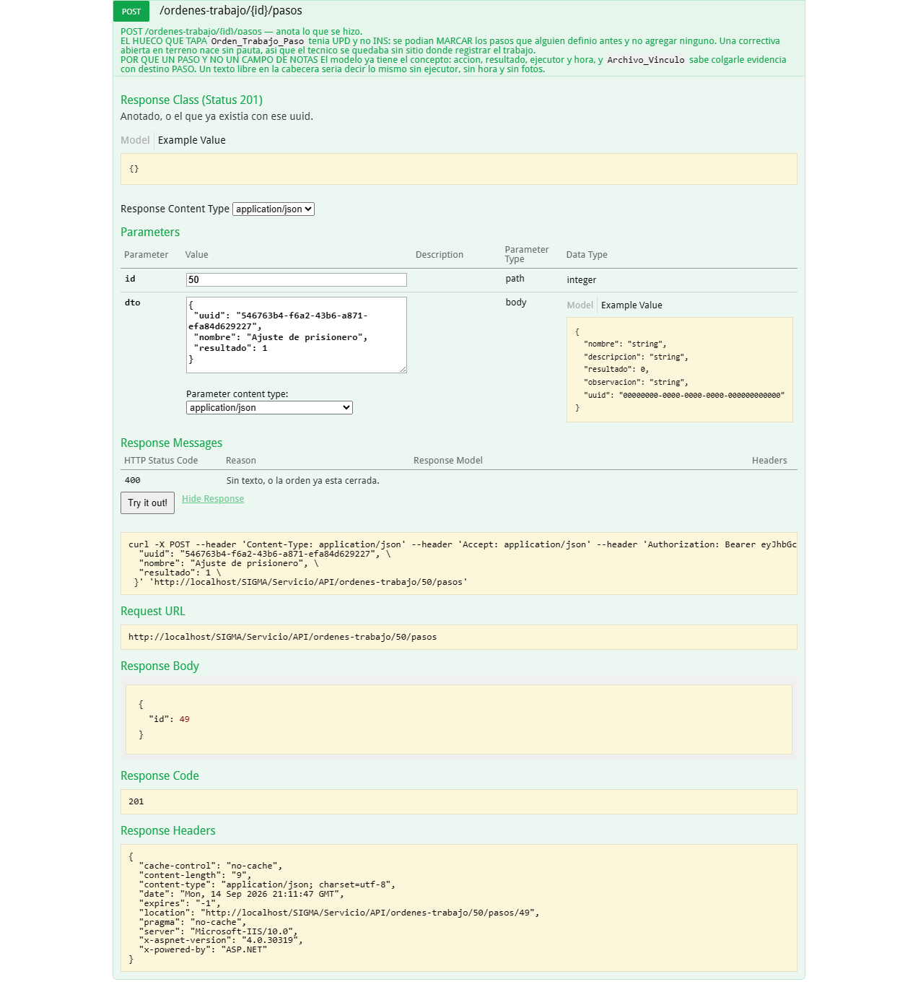 POST /ordenes-trabajo/{id}/pasos
POST /ordenes-trabajo/{id}/pasos — anota lo que se hizo.
EL HUECO QUE TAPA Orden_Trabajo_Paso tenia UPD y no INS: se podian MARCAR los pasos que alguien definio antes y no agregar ninguno. Una correctiva
abierta en terreno nace sin pauta, asi que el tecnico se quedaba sin sitio donde registrar el trabajo.
POR QUE UN PASO Y NO UN CAMPO DE NOTAS El modelo ya tiene el concepto: accion, resultado, ejecutor y hora, y Archivo_Vinculo sabe colgarle evidencia
con destino PASO. Un texto libre en la cabecera seria decir lo mismo sin ejecutor, sin hora y sin fotos.
Response Class (Status 201)
Anotado, o el que ya existia con ese uuid.
Model Example Value
{}
Response Content Type application/json
Parameters
Parameter Value Description Parameter Type Data Type
id 50 path integer
dto
{
"uuid": "546763b4-f6a2-43b6-a871-
efa84d629227",
"nombre": "Ajuste de prisionero",
"resultado": 1
}
Parameter content type:
application/json
body
Model Example Value
{
"nombre": "string",
"descripcion": "string",
"resultado": 0,
"observacion": "string",
"uuid": "00000000-0000-0000-0000-000000000000"
}
Response Messages
HTTP Status Code Reason Response Model Headers
400 Sin texto, o la orden ya esta cerrada.
Try it out! Hide Response
curl -X POST --header 'Content-Type: application/json' --header 'Accept: application/json' --header 'Authorization: Bearer eyJhbGc
"uuid": "546763b4-f6a2-43b6-a871-efa84d629227", \
"nombre": "Ajuste de prisionero", \
"resultado": 1 \
}' 'http://localhost/SIGMA/Servicio/API/ordenes-trabajo/50/pasos'
Request URL
http://localhost/SIGMA/Servicio/API/ordenes-trabajo/50/pasos
Response Body
{
"id": 49
}
Response Code
201
Response Headers
{
"cache-control": "no-cache",
"content-length": "9",
"content-type": "application/json; charset=utf-8",
"date": "Mon, 14 Sep 2026 21:11:47 GMT",
"expires": "-1",
"location": "http://localhost/SIGMA/Servicio/API/ordenes-trabajo/50/pasos/49",
"pragma": "no-cache",
"server": "Microsoft-IIS/10.0",
"x-aspnet-version": "4.0.30319",
"x-powered-by": "ASP.NET"
}